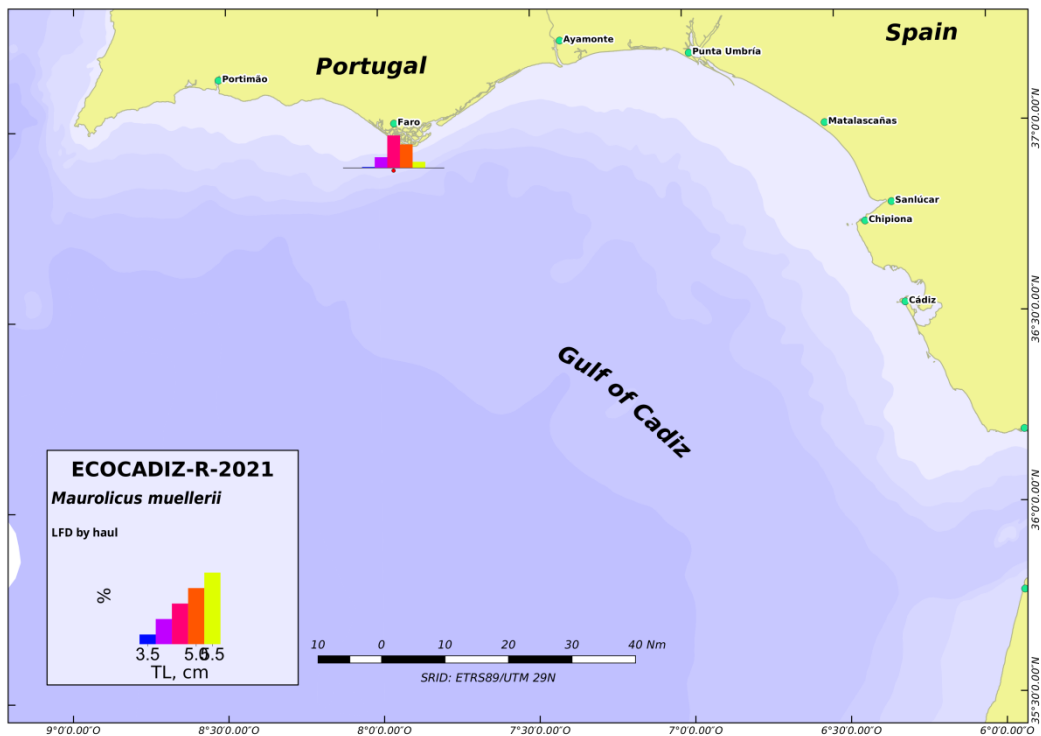 Spain
Ayamonte
Punta Umbría
Portugal
Portimão
Faro
Matalascañas
Sanlúcar
Chipiona
Cádiz
Gulf of Cadiz
37°0'0.00"N
36°30'0.00"N
36°0'0.00"N
35°30'0.00"N
ECOCADIZ-R-2021
Maurolicus muellerii
LFD by haul
%
3.5 5.0 5.5
TL, cm
10 0 10 20 30 40 Nm
SRID: ETRS89/UTM 29N
9°0'0.00"O 8°30'0.00"O 8°0'0.00"O 7°30'0.00"O 7°0'0.00"O 6°30'0.00"O 6°0'0.00"O